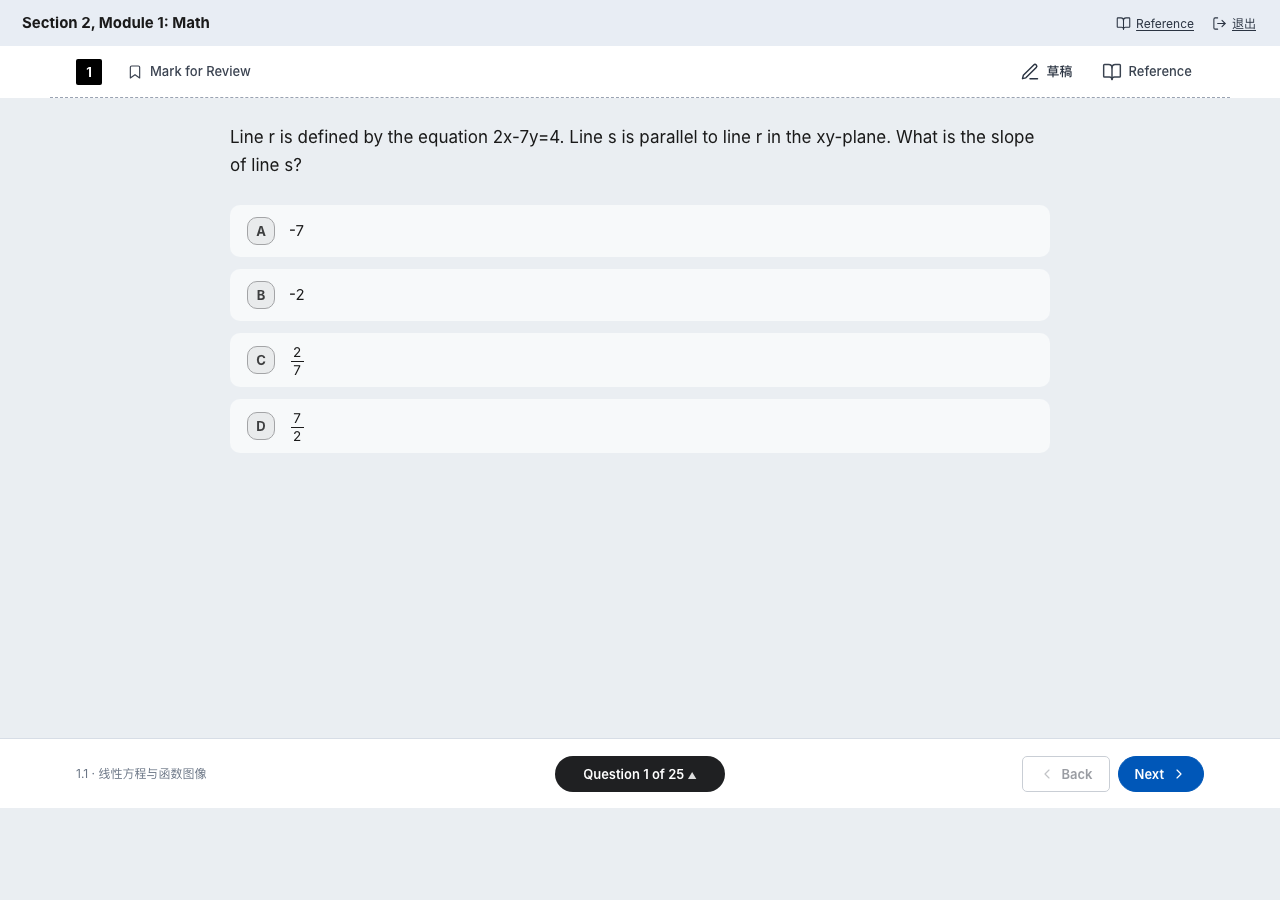 Section 2, Module 1: Math
Reference
退出
1
Mark for Review
草稿
Reference
Line r is defined by the equation 2x-7y=4. Line s is parallel to line r in the xy-plane. What is the slope
of line s?
A -7
B -2
C 2/7
D 7/2
1.1 · 线性方程与函数图像
Question 1 of 25 ▲
Back
Next